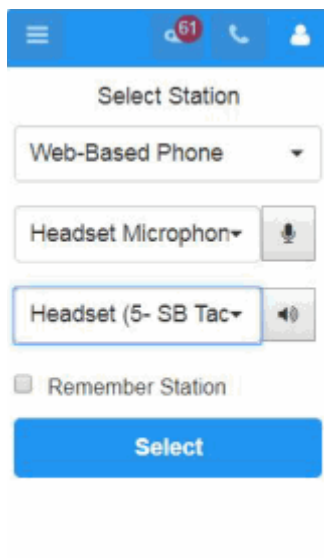 61
Select Station
Web-Based Phone
Headset Microphon
Headset (5- SB Tac
Remember Station
Select